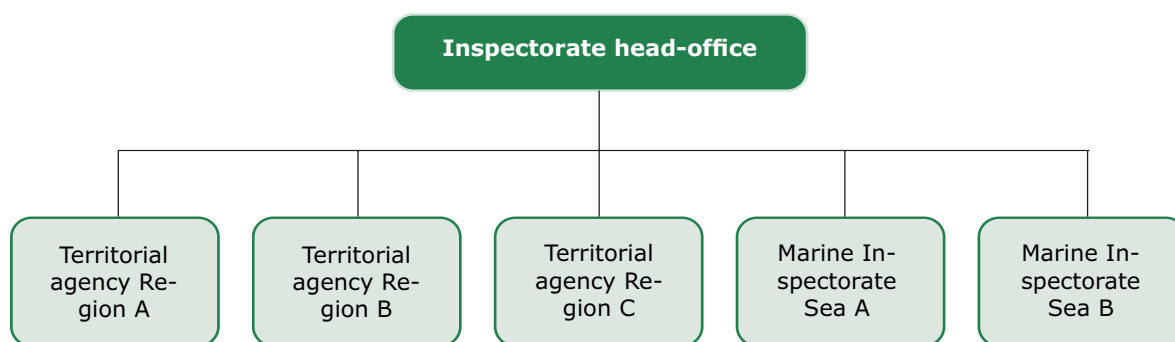 Inspectorate head-office
Territorial
agency Re-
gion A
Territorial
agency Re-
gion B
Territorial
agency Re-
gion C
Marine In-
spectorate
Sea A
Marine In-
spectorate
Sea B